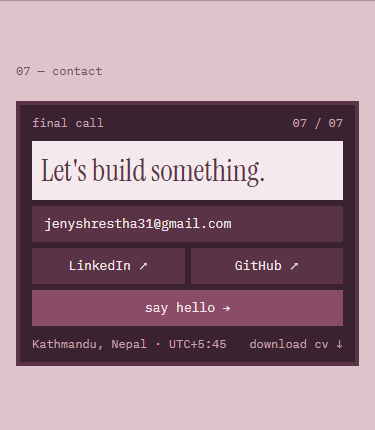 07 — contact
final call 07 / 07
Let's build something.
jenyshrestha31@gmail.com
LinkedIn ↗ GitHub ↗
say hello →
Kathmandu, Nepal · UTC+5:45 download cv ↓